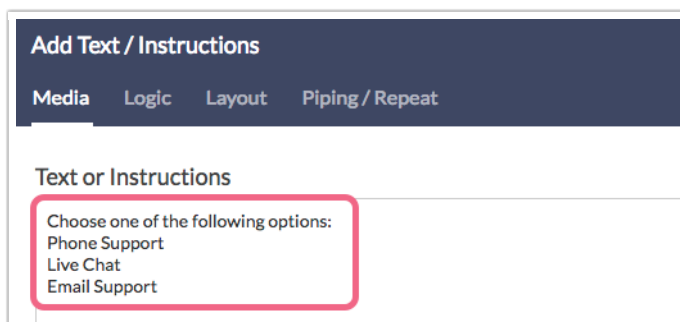 Add Text / Instructions
Media Logic Layout Piping / Repeat
Text or Instructions
Choose one of the following options:
Phone Support
Live Chat
Email Support